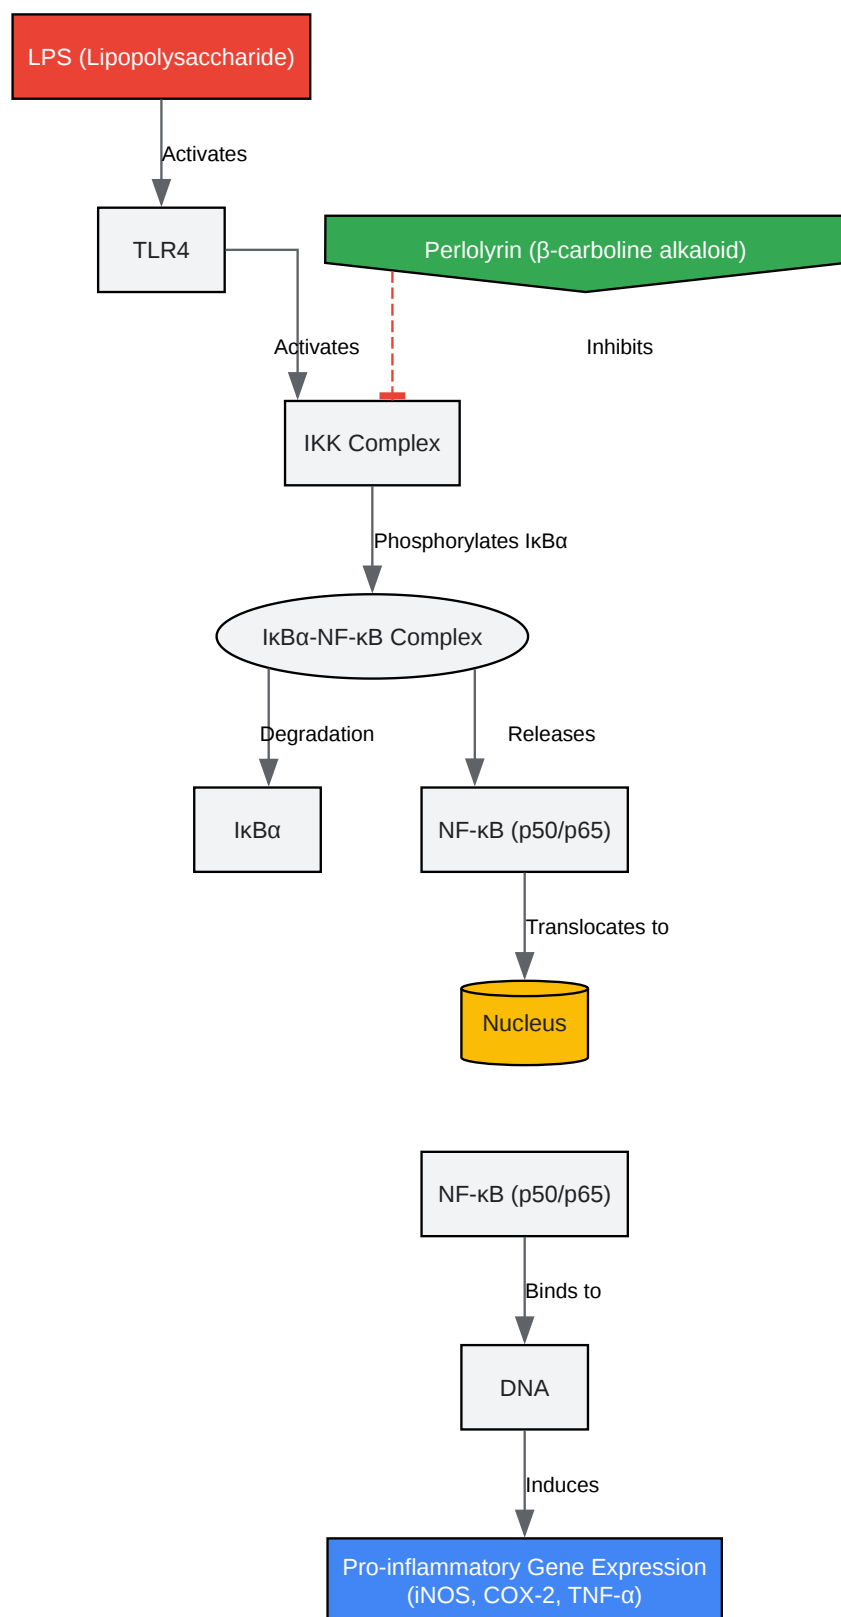 LPS (Lipopolysaccharide)
Activates
TLR4
Perlolyrin (β-carboline alkaloid)
Activates
Inhibits
IKK Complex
Phosphorylates IκBα
IκBα-NF-κB Complex
Degradation
Releases
IκBα
NF-κB (p50/p65)
Translocates to
Nucleus
NF-κB (p50/p65)
Binds to
DNA
Induces
Pro-inflammatory Gene Expression
(iNOS, COX-2, TNF-α)